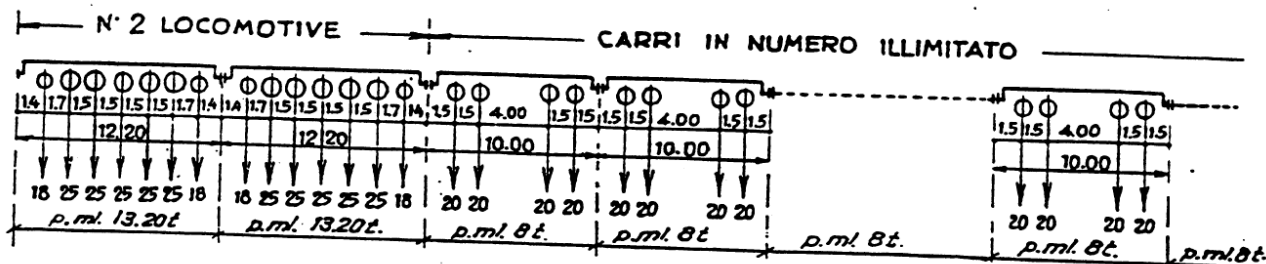 N° 2 LOCOMOTIVE CARRI IN NUMERO ILLIMITATO
1.4 1.7 1.5 1.5 1.5 1.5 1.7 1.4 1.4 1.7 1.5 1.5 1.5 1.5 1.7 1.4 1.5 1.5 4.00 1.5 1.5 1.5 1.5 4.00 1.5 1.5 1.5 1.5 4.00 1.5 1.5
12.20 12.20 10.00 10.00 10.00
18 25 25 25 25 25 18 18 25 25 25 25 25 18 20 20 20 20 20 20 20 20 20 20 20 20
p.ml. 13.20t. p.ml. 13.20t. p.ml. 8t. p.ml. 8t p.ml. 8t. p.ml. 8t. p.ml.8t.